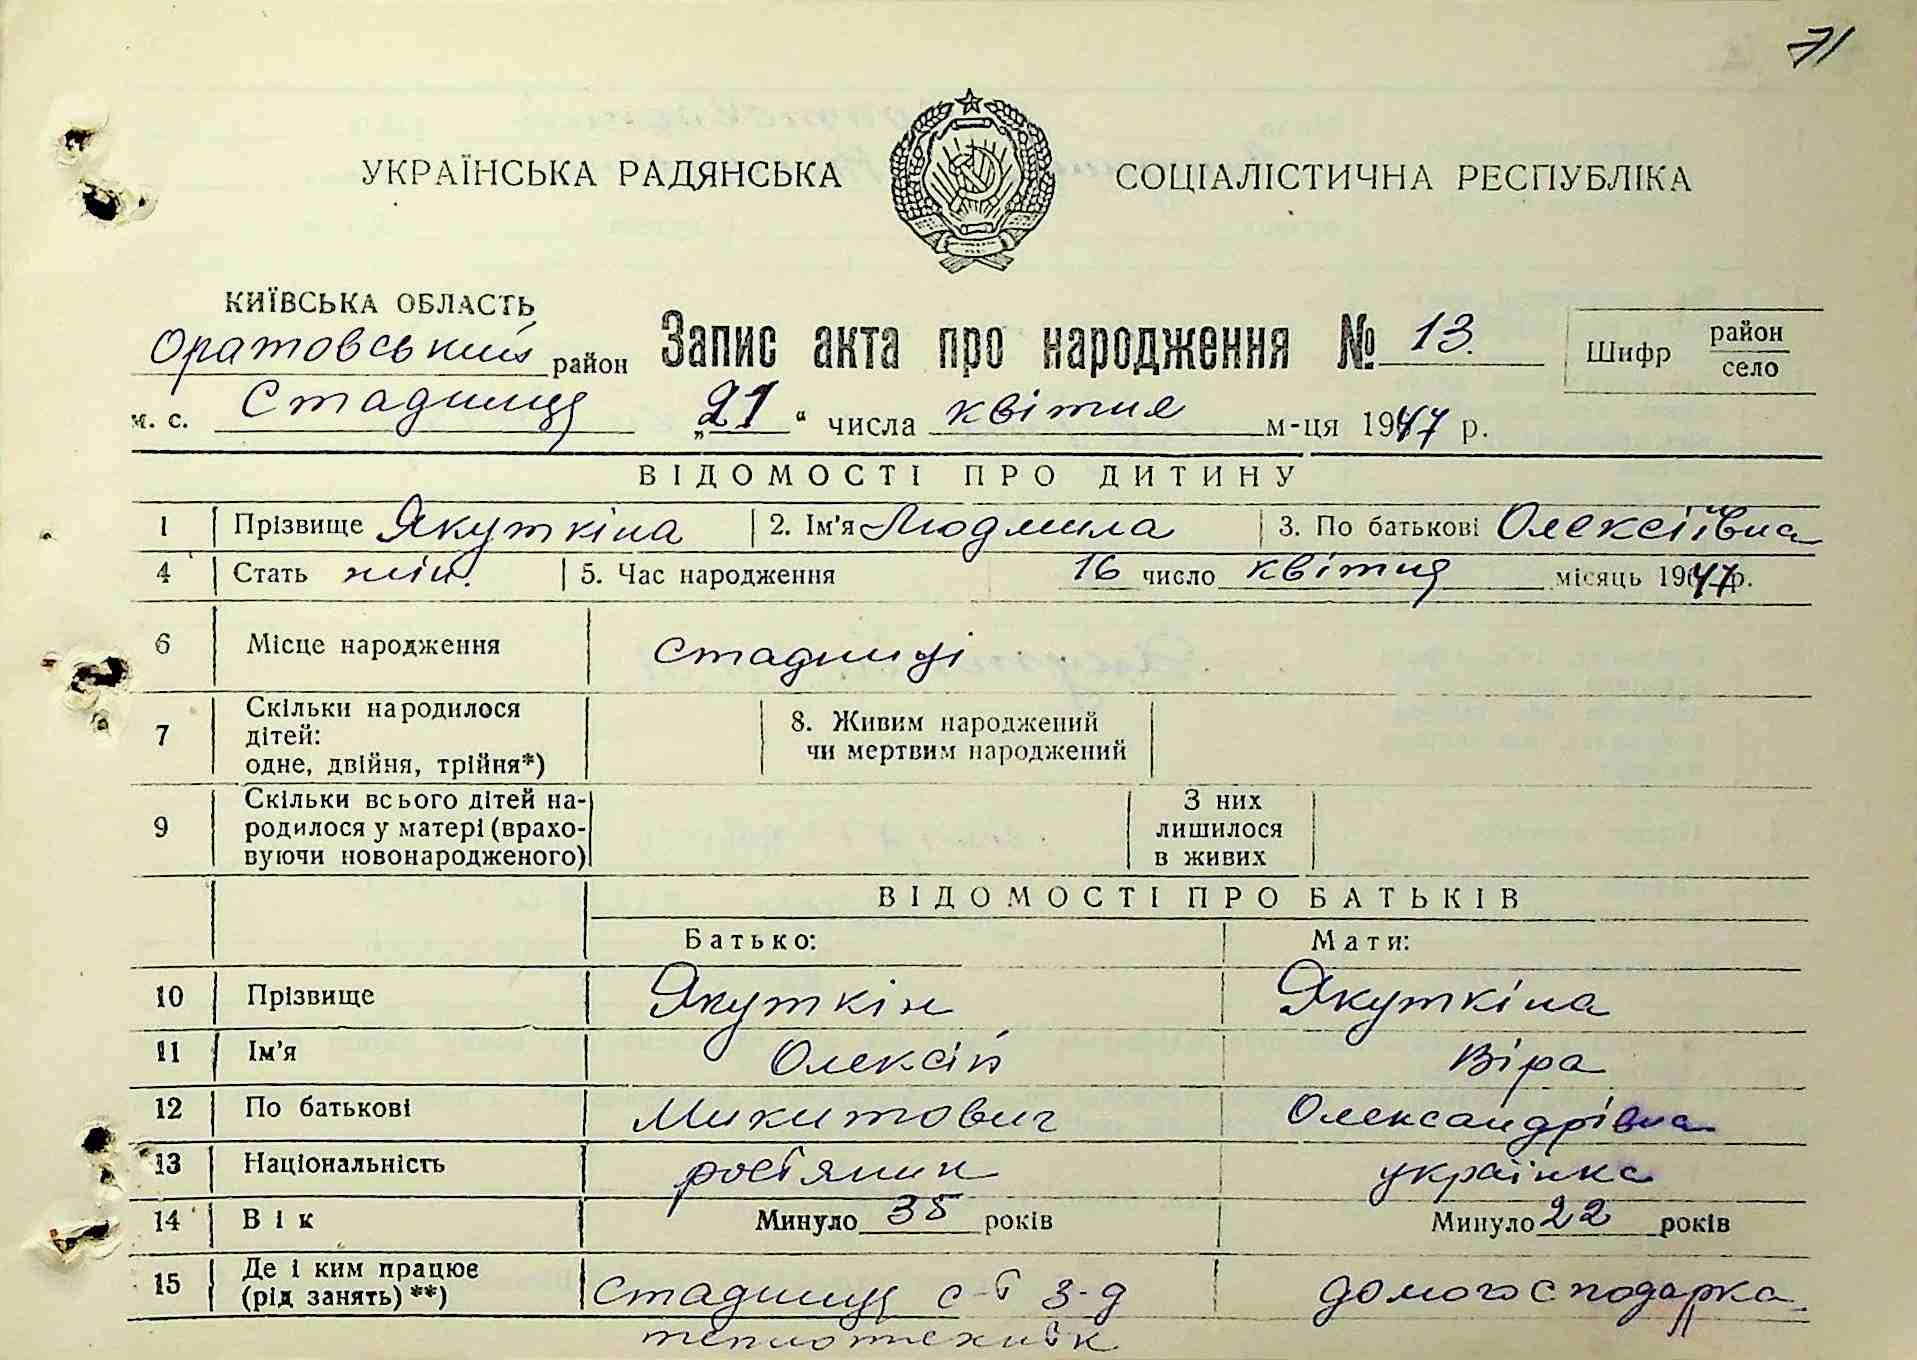 71
УКРАЇНСЬКА РАДЯНСЬКА СОЦІАЛІСТИЧНА РЕСПУБЛІКА
КИЇВСЬКА ОБЛАСТЬ
Оратовський район Запис акта про народження № 13. Шифр район село
м. с. Стадниця „21“ числа квітня м-ця 1947 р.
ВІДОМОСТІ ПРО ДИТИНУ
1 Прізвище Якуткіна 2. Ім'я Людмила 3. По батькові Олексіївна
4 Стать жін. 5. Час народження 16 число квітня місяць 1947 р.
6 Місце народження Стадниці
7 Скільки народилося
дітей:
одне, двійня, трійня*)
8. Живим народжений
чи мертвим народжений
9 Скільки всього дітей на-
родилося у матері (врахо-
вуючи новонародженого)
З них
лишилося
в живих
ВІДОМОСТІ ПРО БАТЬКІВ
Батько: Мати:
10 Прізвище Якуткін Якуткіна
11 Ім'я Олексій Віра
12 По батькові Микитович Олександрівна
13 Національність росіянин українка
14 Вік Минуло 38 років Минуло 22 років
15 Де і ким працює
(рід занять) **)
Стадниця с-т з-д домогосподарка
теплотехнік